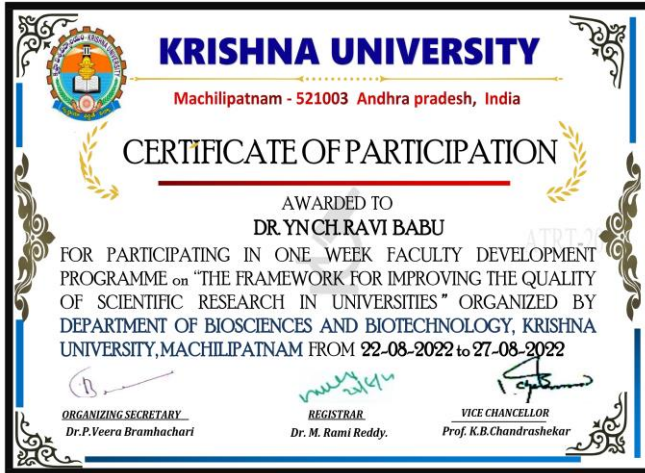 KRISHNA UNIVERSITY
Machilipatnam - 521003 Andhra pradesh, India
CERTIFICATE OF PARTICIPATION
AWARDED TO
DR.YN CH.RAVI BABU
FOR PARTICIPATING IN ONE WEEK FACULTY DEVELOPMENT
PROGRAMME on “THE FRAMEWORK FOR IMPROVING THE QUALITY
OF SCIENTIFIC RESEARCH IN UNIVERSITIES” ORGANIZED BY
DEPARTMENT OF BIOSCIENCES AND BIOTECHNOLOGY, KRISHNA
UNIVERSITY, MACHILIPATNAM FROM 22-08-2022 to 27-08-2022
ORGANIZING SECRETARY
Dr.P.Veera Bramhachari
REGISTRAR
Dr. M. Rami Reddy.
VICE CHANCELLOR
Prof. K.B.Chandrashekar